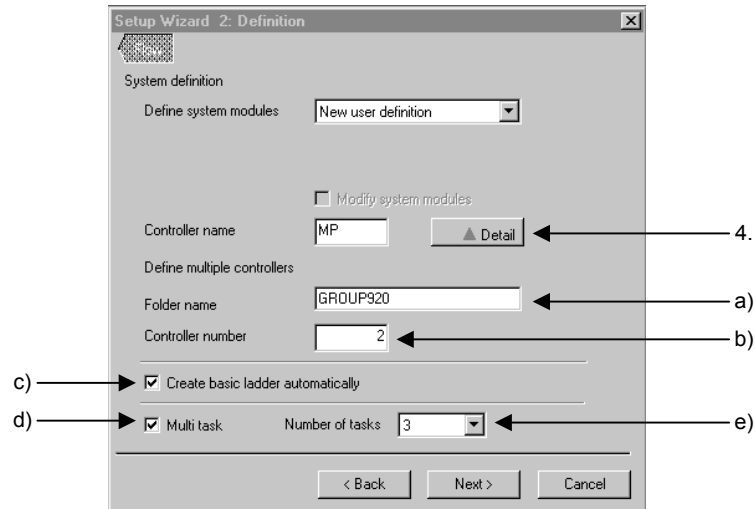 Setup Wizard 2: Definition
System definition
Define system modules New user definition
Modify system modules
Controller name MP Detail 4.
Define multiple controllers
Folder name GROUP920 a)
Controller number 2 b)
c) Create basic ladder automatically
d) Multi task Number of tasks 3 e)
< Back Next > Cancel